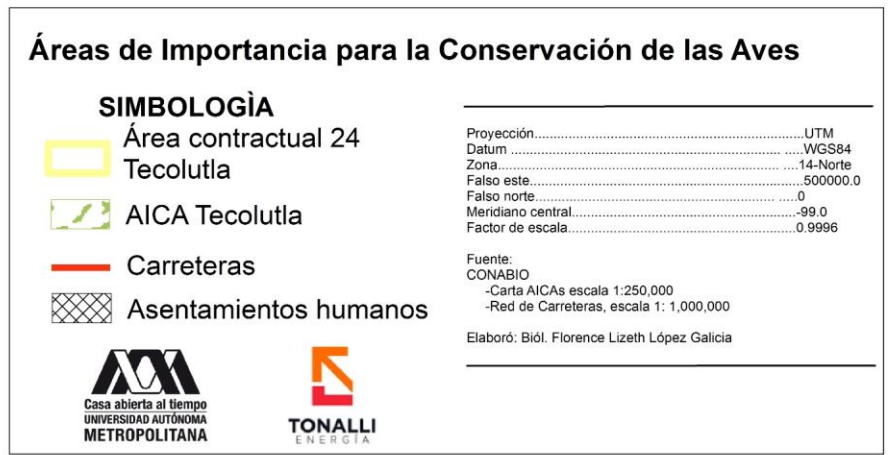 Áreas de Importancia para la Conservación de las Aves
SIMBOLOGÌA
Área contractual 24
Tecolutla
AICA Tecolutla
Carreteras
Asentamientos humanos
Casa abierta al tiempo
UNIVERSIDAD AUTÓNOMA
METROPOLITANA
TONALLI
ENERGÍA
Proyección.................................................................UTM
Datum ................................................................. .....WGS84
Zona.................................................................... ....14-Norte
Falso este..................................................................500000.0
Falso norte................................................................. .....0
Meridiano central......................................................-99.0
Factor de escala.......................................................0.9996
Fuente:
CONABIO
-Carta AICAs escala 1:250,000
-Red de Carreteras, escala 1: 1,000,000
Elaboró: Biól. Florence Lizeth López Galicia